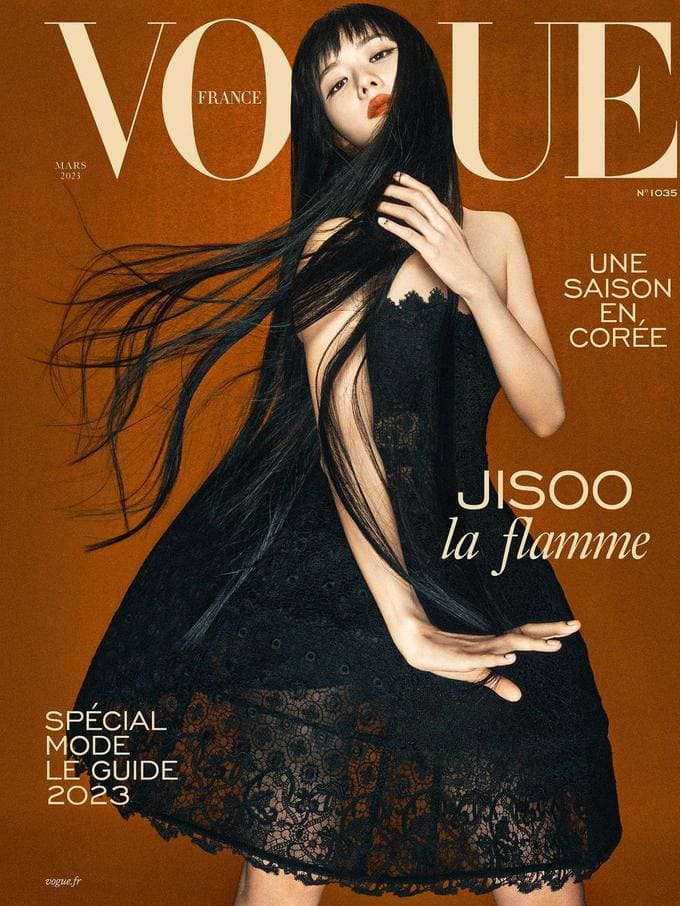 VOGUE
FRANCE
MARS
2023
N°1035
UNE
SAISON
EN
CORÉE
JISOO
la flamme
SPÉCIAL
MODE
LE GUIDE
2023
vogue.fr